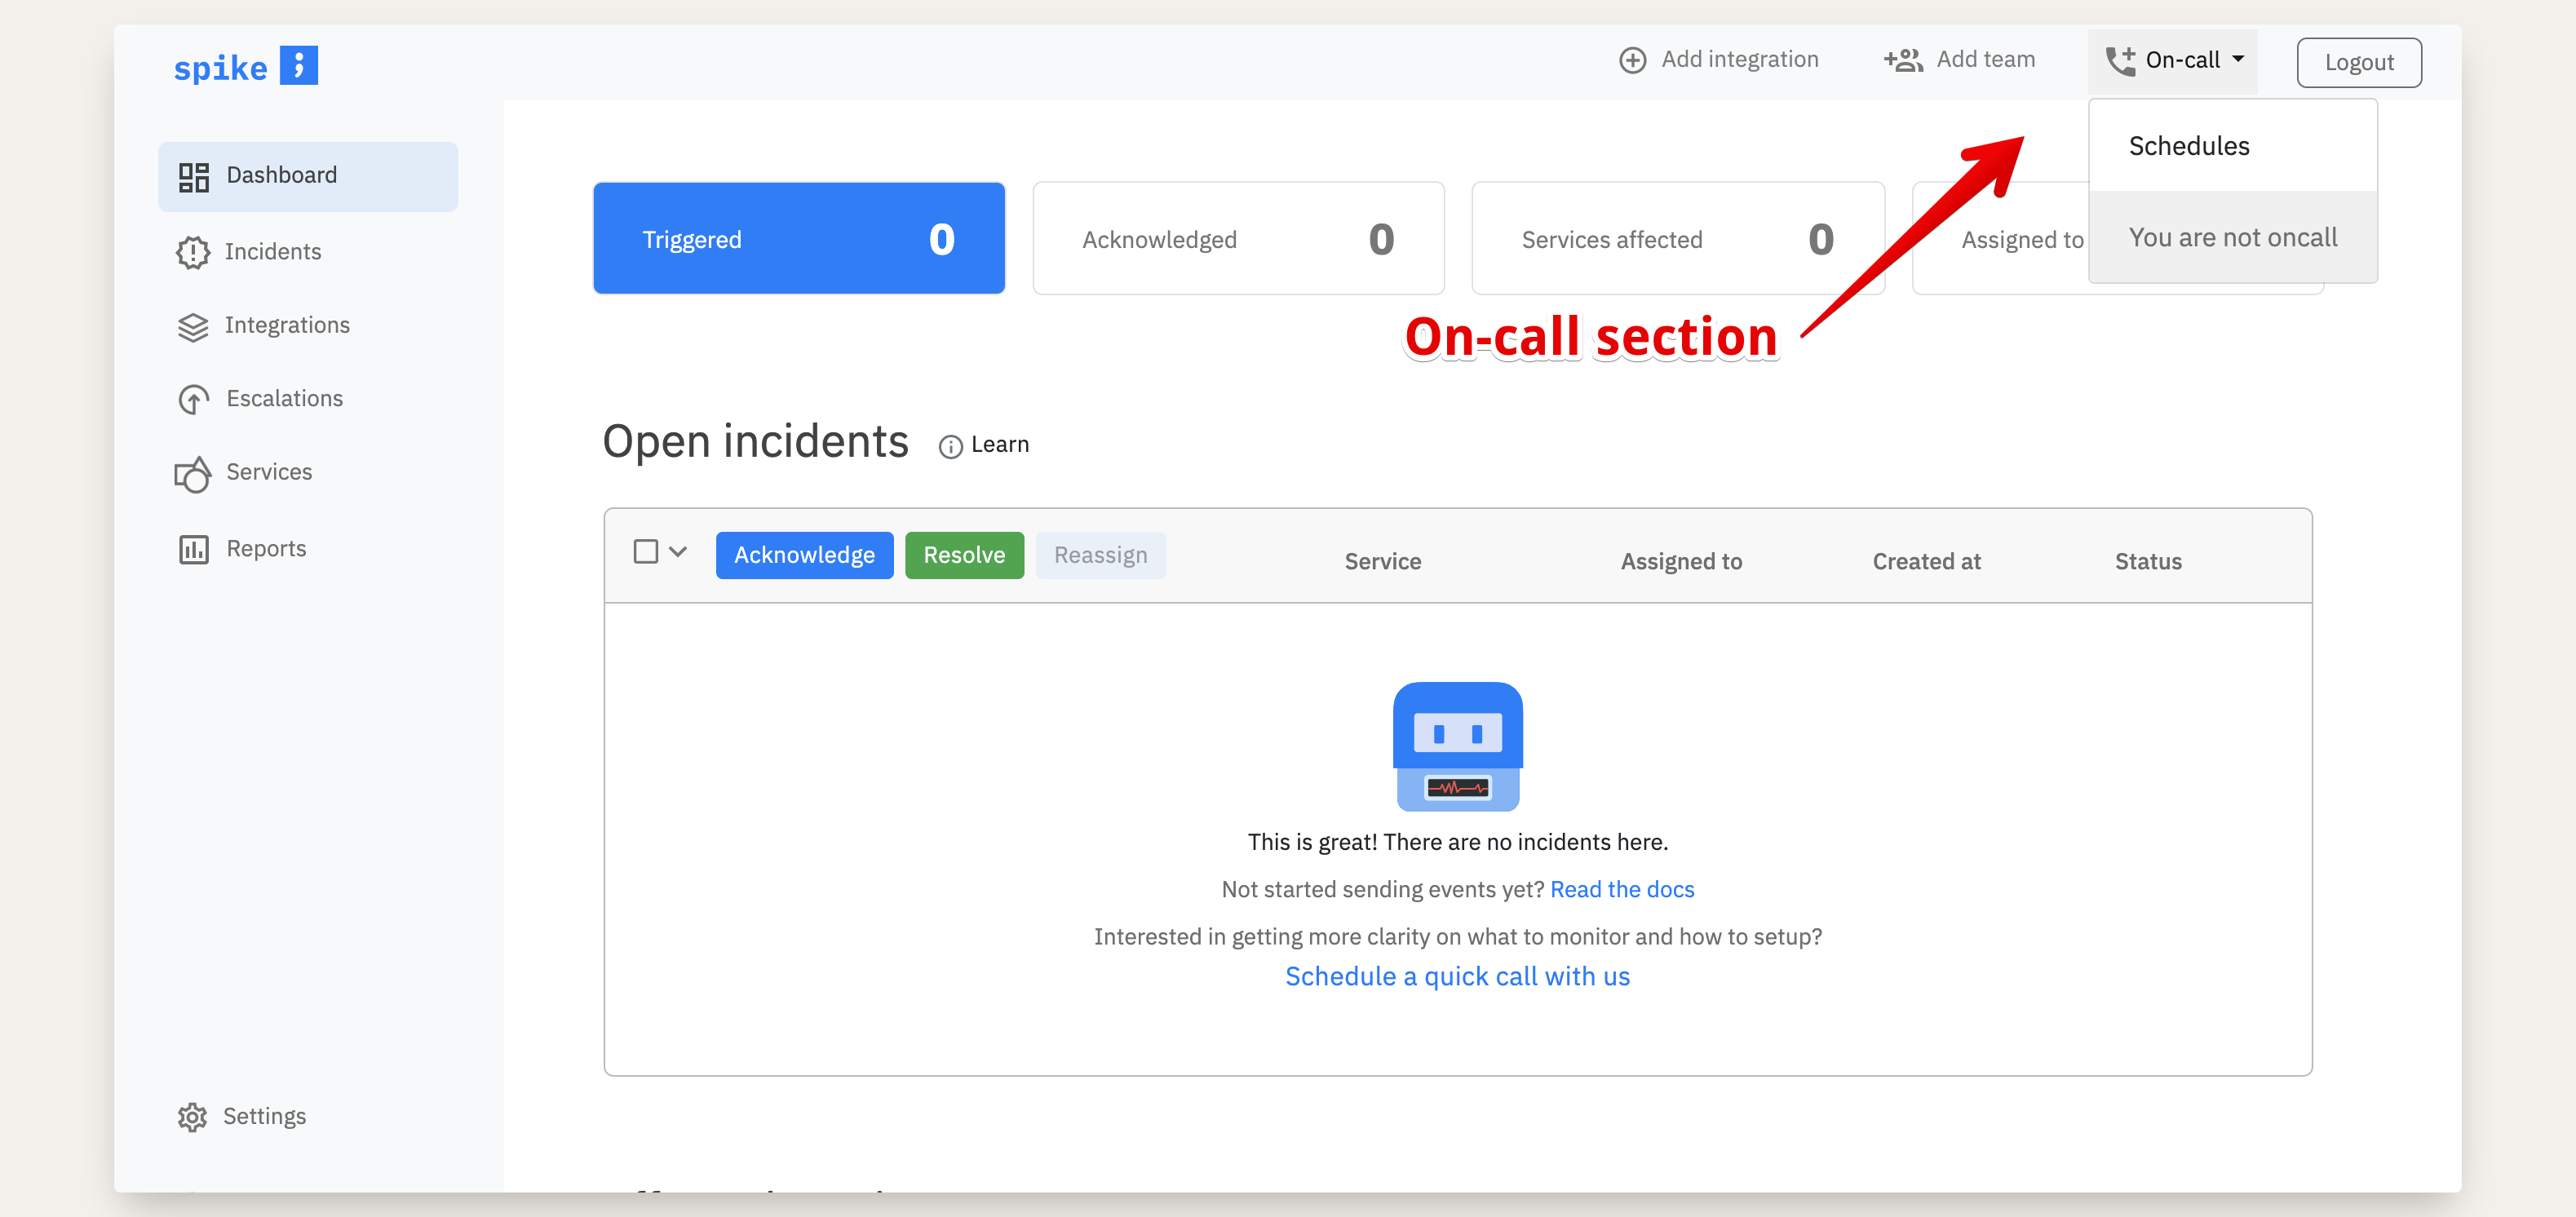 spike ;
Add integration
Add team
On-call
Logout
Schedules
You are not oncall
Dashboard
Incidents
Integrations
Escalations
Services
Reports
Settings
Triggered 0
Acknowledged 0
Services affected 0
Assigned to
On-call section
Open incidents
Learn
Acknowledge Resolve Reassign Service Assigned to Created at Status
This is great! There are no incidents here.
Not started sending events yet? Read the docs
Interested in getting more clarity on what to monitor and how to setup?
Schedule a quick call with us